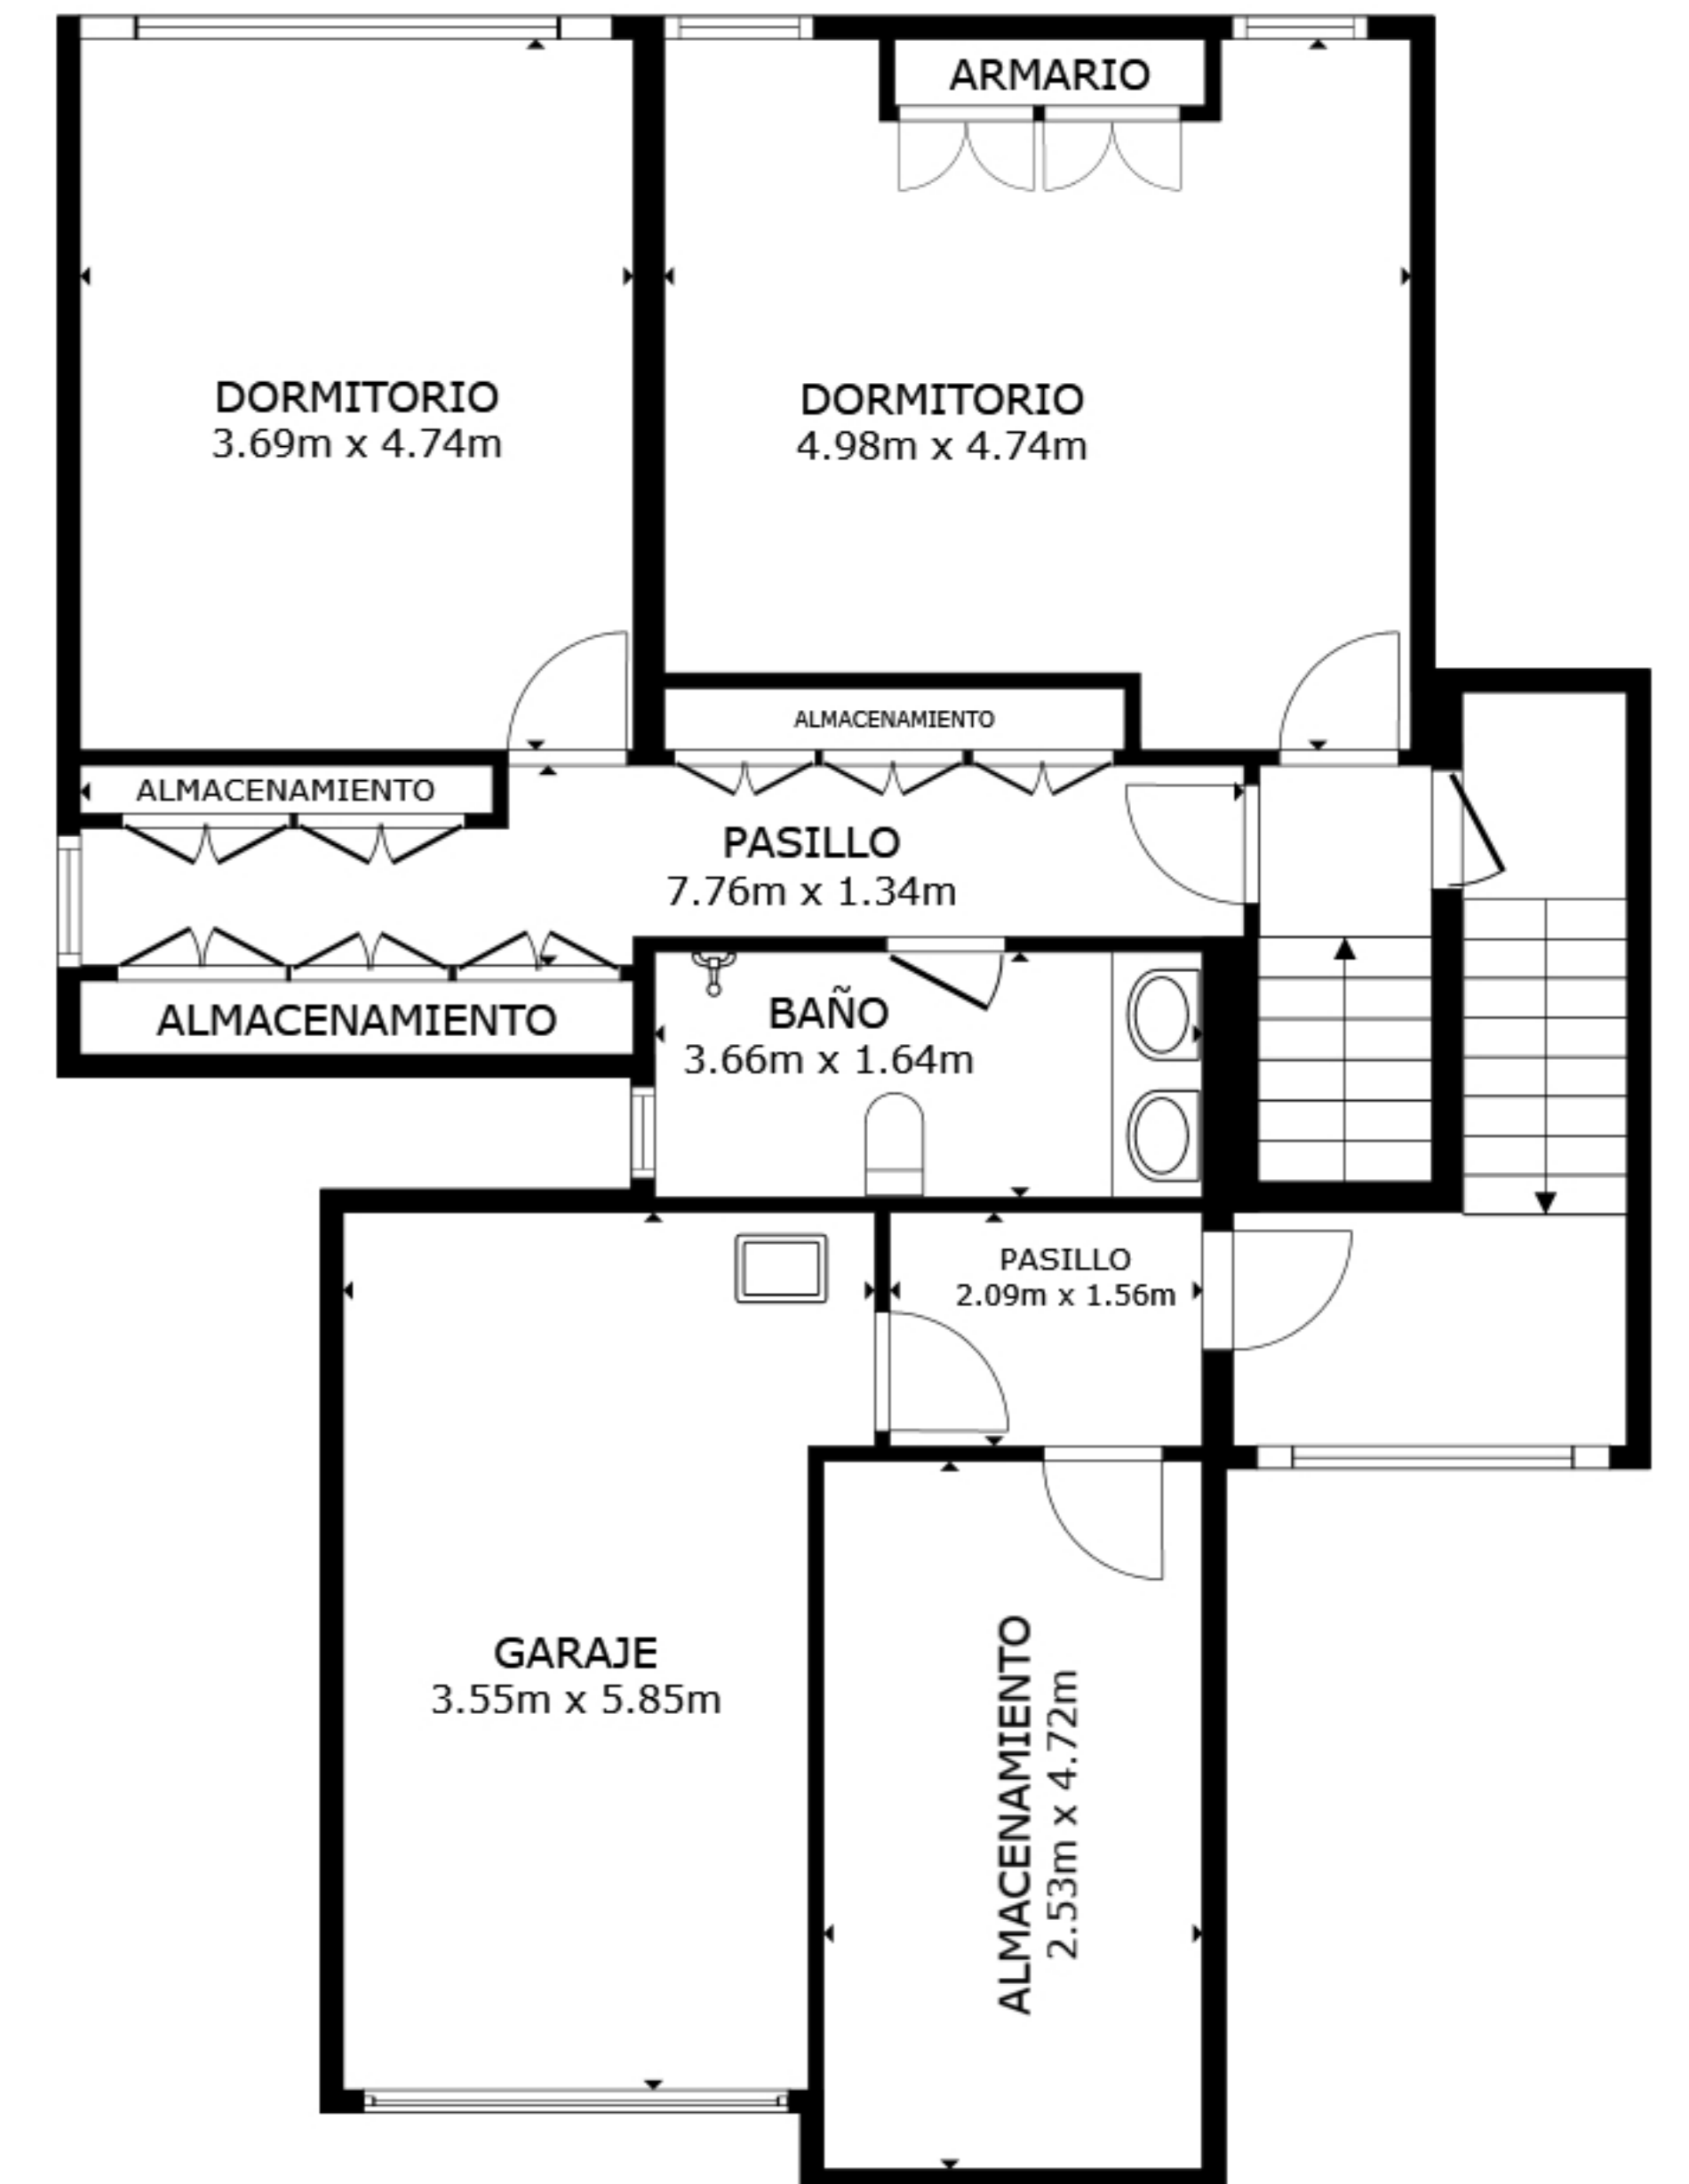 ARMARIO
DORMITORIO
3.69m x 4.74m
DORMITORIO
4.98m x 4.74m
ALMACENAMIENTO
ALMACENAMIENTO
PASILLO
7.76m x 1.34m
ALMACENAMIENTO
BAÑO
3.66m x 1.64m
PASILLO
2.09m x 1.56m
GARAJE
3.55m x 5.85m
ALMACENAMIENTO
2.53m x 4.72m